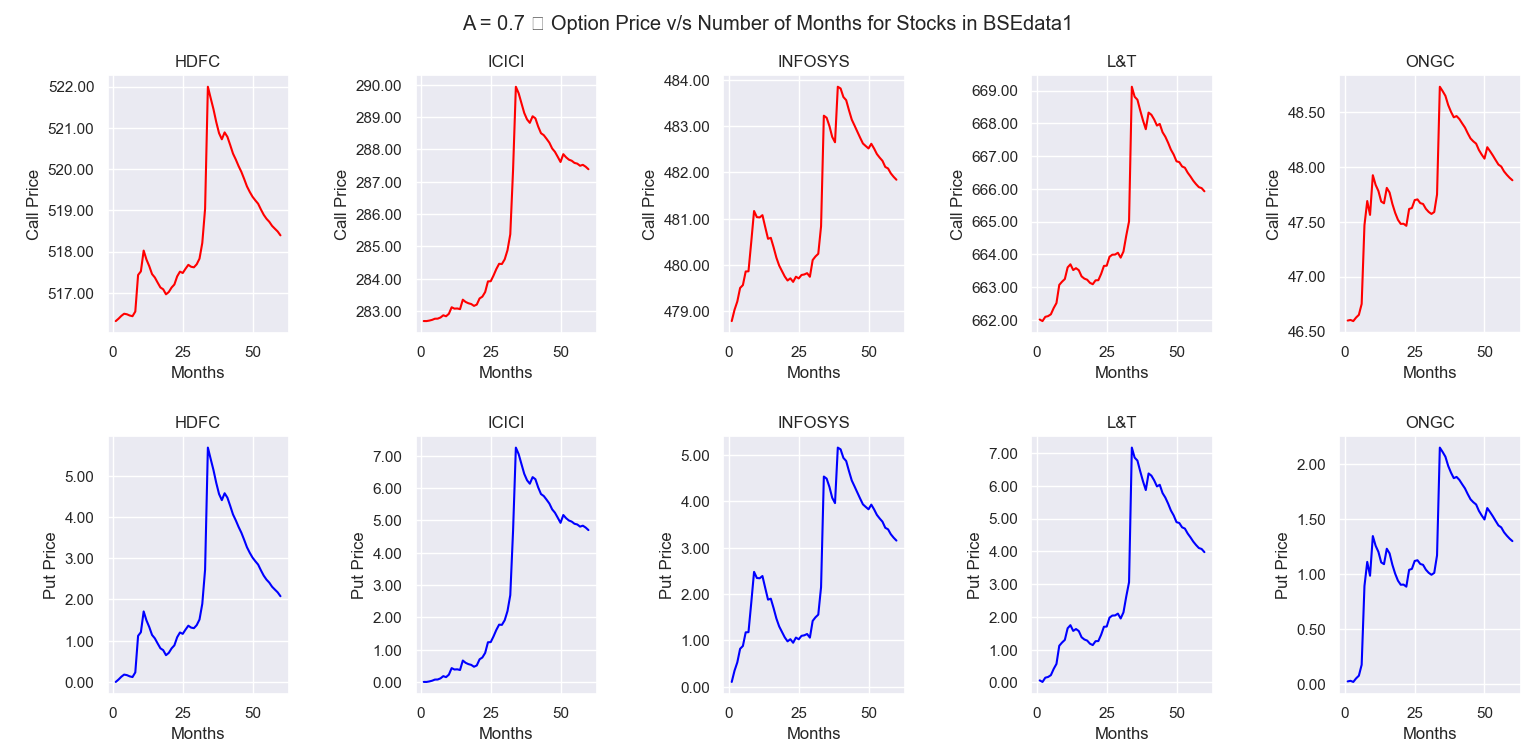 A = 0.7 Option Price v/s Number of Months for Stocks in BSEdata1
HDFC ICICI INFOSYS L&T ONGC
522.00 521.00 520.00 519.00 518.00 517.00
Call Price
0 25 50
Months
290.00 289.00 288.00 287.00 286.00 285.00 284.00 283.00
Call Price
0 25 50
Months
484.00 483.00 482.00 481.00 480.00 479.00
Call Price
0 25 50
Months
669.00 668.00 667.00 666.00 665.00 664.00 663.00 662.00
Call Price
0 25 50
Months
48.50 48.00 47.50 47.00 46.50
Call Price
0 25 50
Months
HDFC ICICI INFOSYS L&T ONGC
5.00 4.00 3.00 2.00 1.00 0.00
Put Price
0 25 50
Months
7.00 6.00 5.00 4.00 3.00 2.00 1.00 0.00
Put Price
0 25 50
Months
5.00 4.00 3.00 2.00 1.00 0.00
Put Price
0 25 50
Months
7.00 6.00 5.00 4.00 3.00 2.00 1.00 0.00
Put Price
0 25 50
Months
2.00 1.50 1.00 0.50 0.00
Put Price
0 25 50
Months